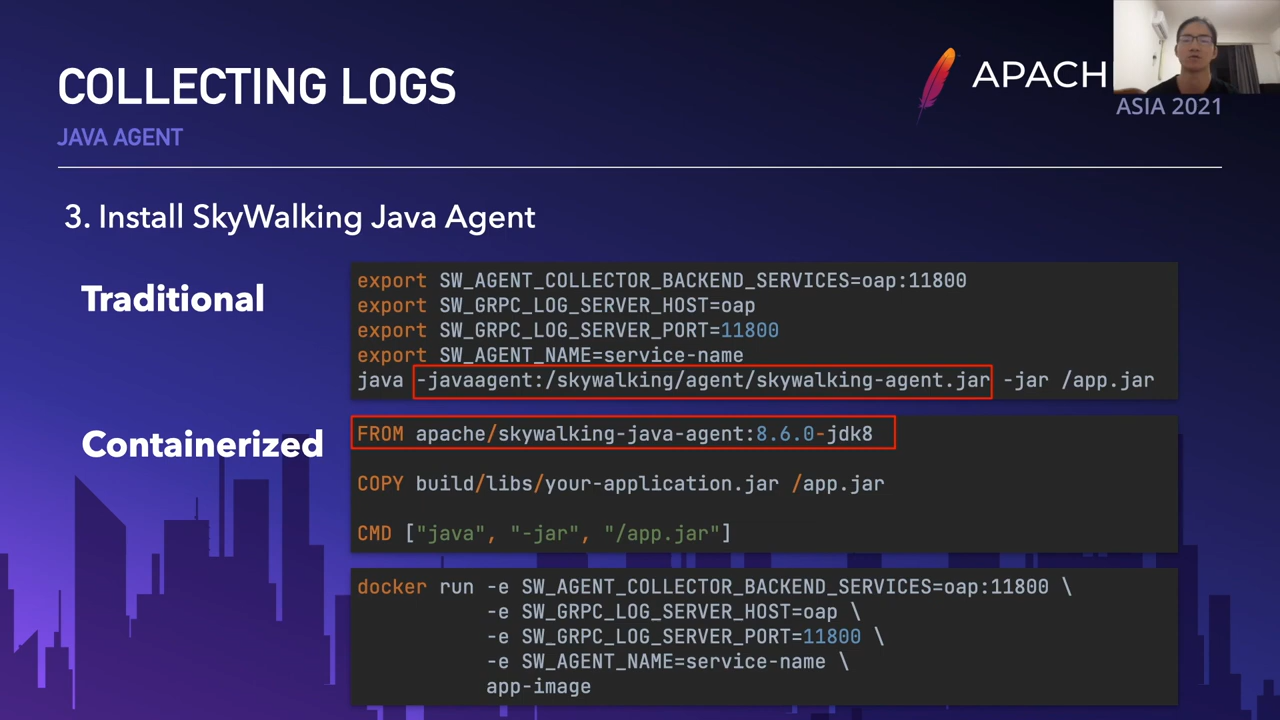 COLLECTING LOGS
JAVA AGENT
APACH
ASIA 2021
3. Install SkyWalking Java Agent
Traditional
export SW_AGENT_COLLECTOR_BACKEND_SERVICES=oap:11800
export SW_GRPC_LOG_SERVER_HOST=oap
export SW_GRPC_LOG_SERVER_PORT=11800
export SW_AGENT_NAME=service-name
java -javaagent:/skywalking/agent/skywalking-agent.jar -jar /app.jar
Containerized
FROM apache/skywalking-java-agent:8.6.0-jdk8
COPY build/libs/your-application.jar /app.jar
CMD ["java", "-jar", "/app.jar"]
docker run -e SW_AGENT_COLLECTOR_BACKEND_SERVICES=oap:11800 \
-e SW_GRPC_LOG_SERVER_HOST=oap \
-e SW_GRPC_LOG_SERVER_PORT=11800 \
-e SW_AGENT_NAME=service-name \
app-image